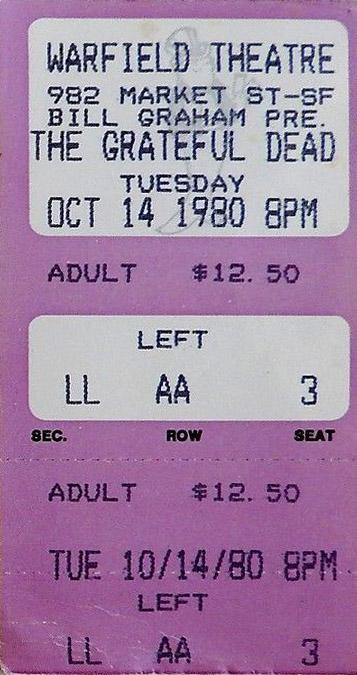 WARFIELD THEATRE
982 MARKET ST-SF
BILL GRAHAM PRE.
THE GRATEFUL DEAD
TUESDAY
OCT 14 1980 8PM
ADULT $12.50
LEFT
LL AA 3
SEC. ROW SEAT
ADULT $12.50
TUE 10/14/80 8PM
LEFT
LL AA 3